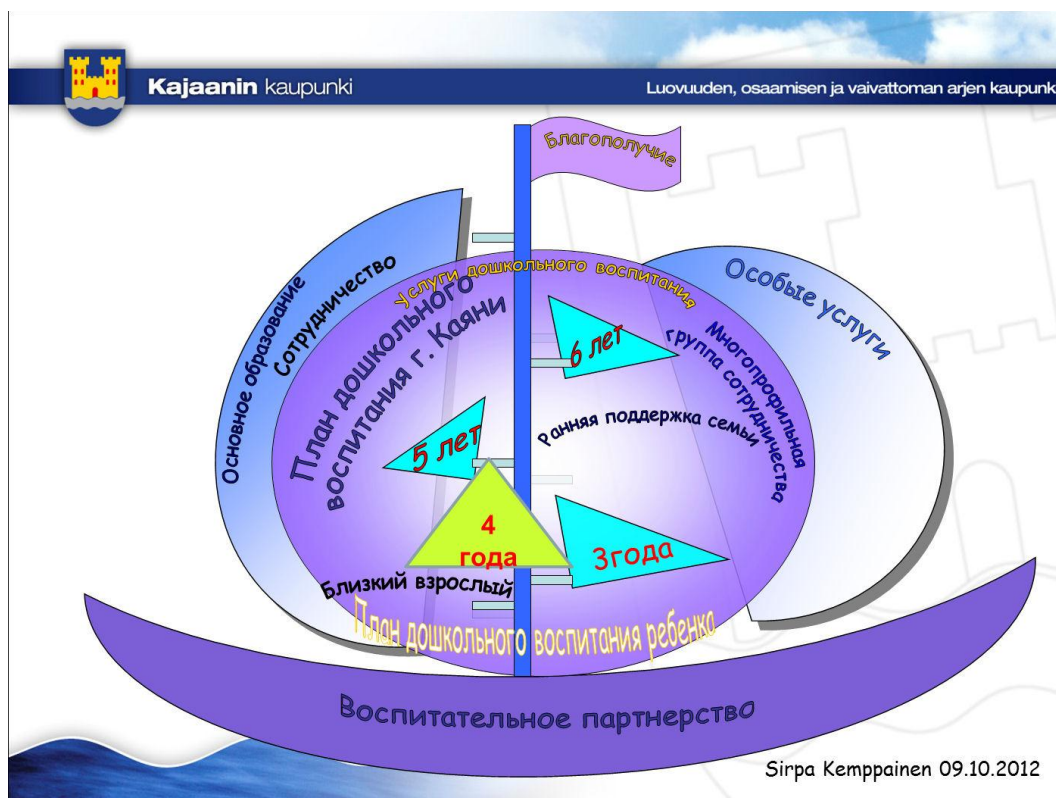 Kajaanin kaupunki
Luovuuden, osaamisen ja vaivattoman arjen kaupunk
Благополучие
Услуги дошкольного воспитания
Основное образование
Сотрудничество
План дошкольного
воспитания г. Каяни
Особые услуги
6 лет
Многопрофильная
группа сотрудничества
Ранняя поддержка семьи
5 лет
4
года
3года
Близкий взрослый
План дошкольного воспитания ребенка
Воспитательное партнерство
Sirpa Kemppainen 09.10.2012